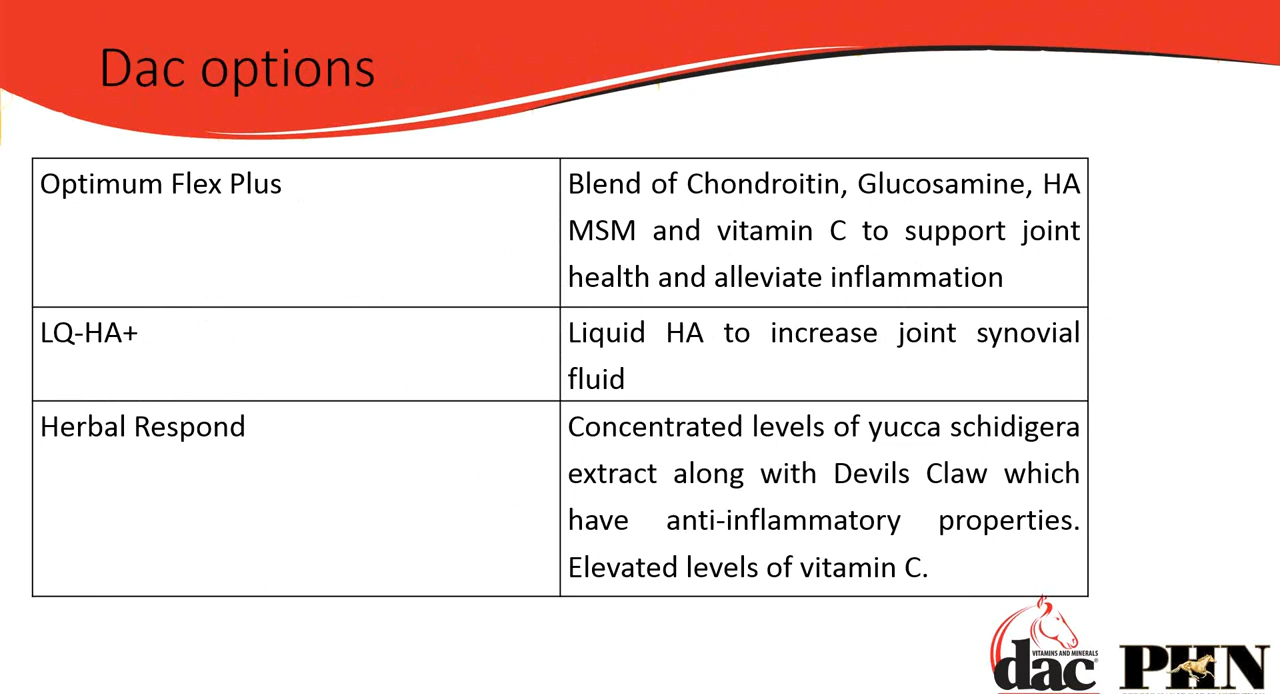 Dac options
Optimum Flex Plus
Blend of Chondroitin, Glucosamine, HA
MSM and vitamin C to support joint
health and alleviate inflammation
LQ-HA+
Liquid HA to increase joint synovial
fluid
Herbal Respond
Concentrated levels of yucca schidigera
extract along with Devils Claw which
have anti-inflammatory properties.
Elevated levels of vitamin C.
VITAMINS AND MINERALS
dac®
PHN